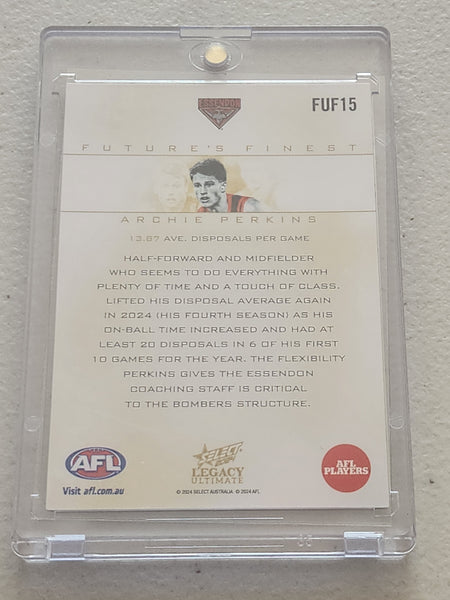 ESSENDON
FUF15
FUTURE'S FINEST
ARCHIE PERKINS
13.67 AVE. DISPOSALS PER GAME
HALF-FORWARD AND MIDFIELDER
WHO SEEMS TO DO EVERYTHING WITH
PLENTY OF TIME AND A TOUCH OF CLASS.
LIFTED HIS DISPOSAL AVERAGE AGAIN
IN 2024 (HIS FOURTH SEASON) AS HIS
ON-BALL TIME INCREASED AND HAD AT
LEAST 20 DISPOSALS IN 6 OF HIS FIRST
10 GAMES FOR THE YEAR. THE FLEXIBILITY
PERKINS GIVES THE ESSENDON
COACHING STAFF IS CRITICAL
TO THE BOMBERS STRUCTURE.
AFL
Visit afl.com.au
SELECT
LEGACY
ULTIMATE
© 2024 SELECT AUSTRALIA. © 2024 AFL
AFL
PLAYERS